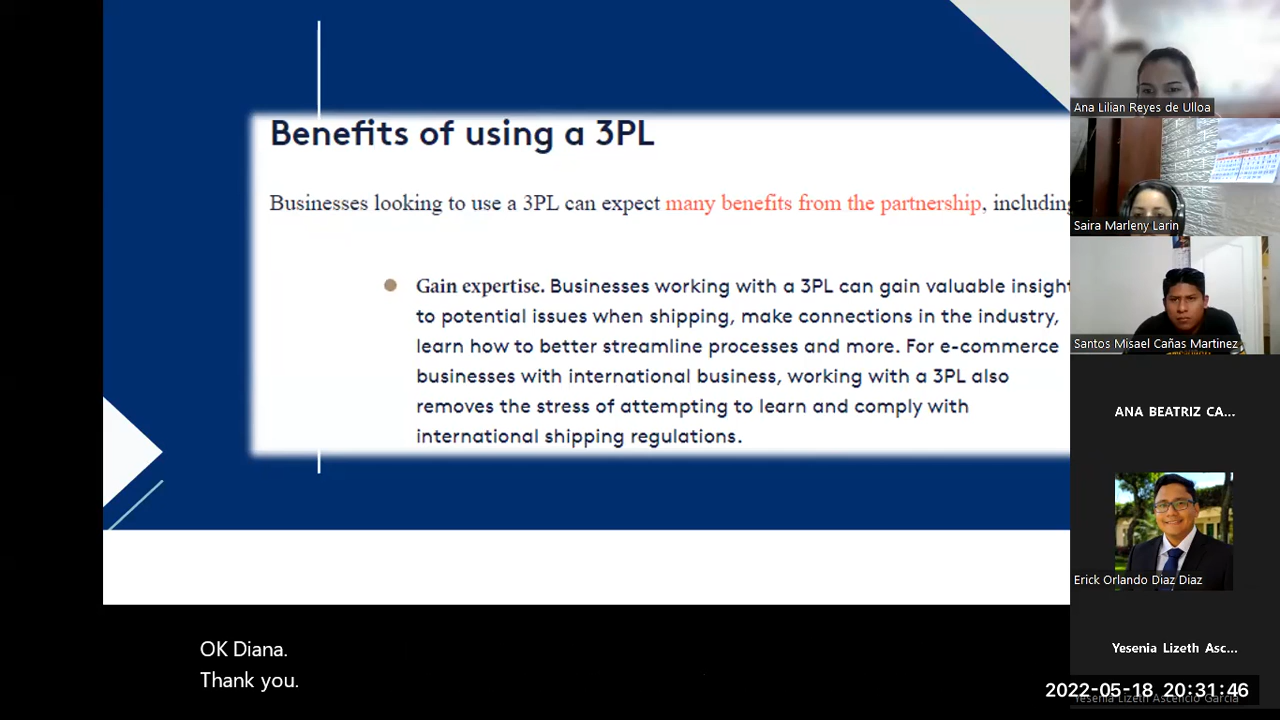 Benefits of using a 3PL
Businesses looking to use a 3PL can expect many benefits from the partnership, including
Gain expertise. Businesses working with a 3PL can gain valuable insight
to potential issues when shipping, make connections in the industry,
learn how to better streamline processes and more. For e-commerce
businesses with international business, working with a 3PL also
removes the stress of attempting to learn and comply with
international shipping regulations.
OK Diana.
Thank you.
Ana Lilian Reyes de Ulloa
Saira Marleny Larin
Santos Misael Cañas Martinez
ANA BEATRIZ CA...
Erick Orlando Diaz Diaz
Yesenia Lizeth Asc...
2022-05-18 20:31:46
Yesenia Lizeth Ascencio Garcia